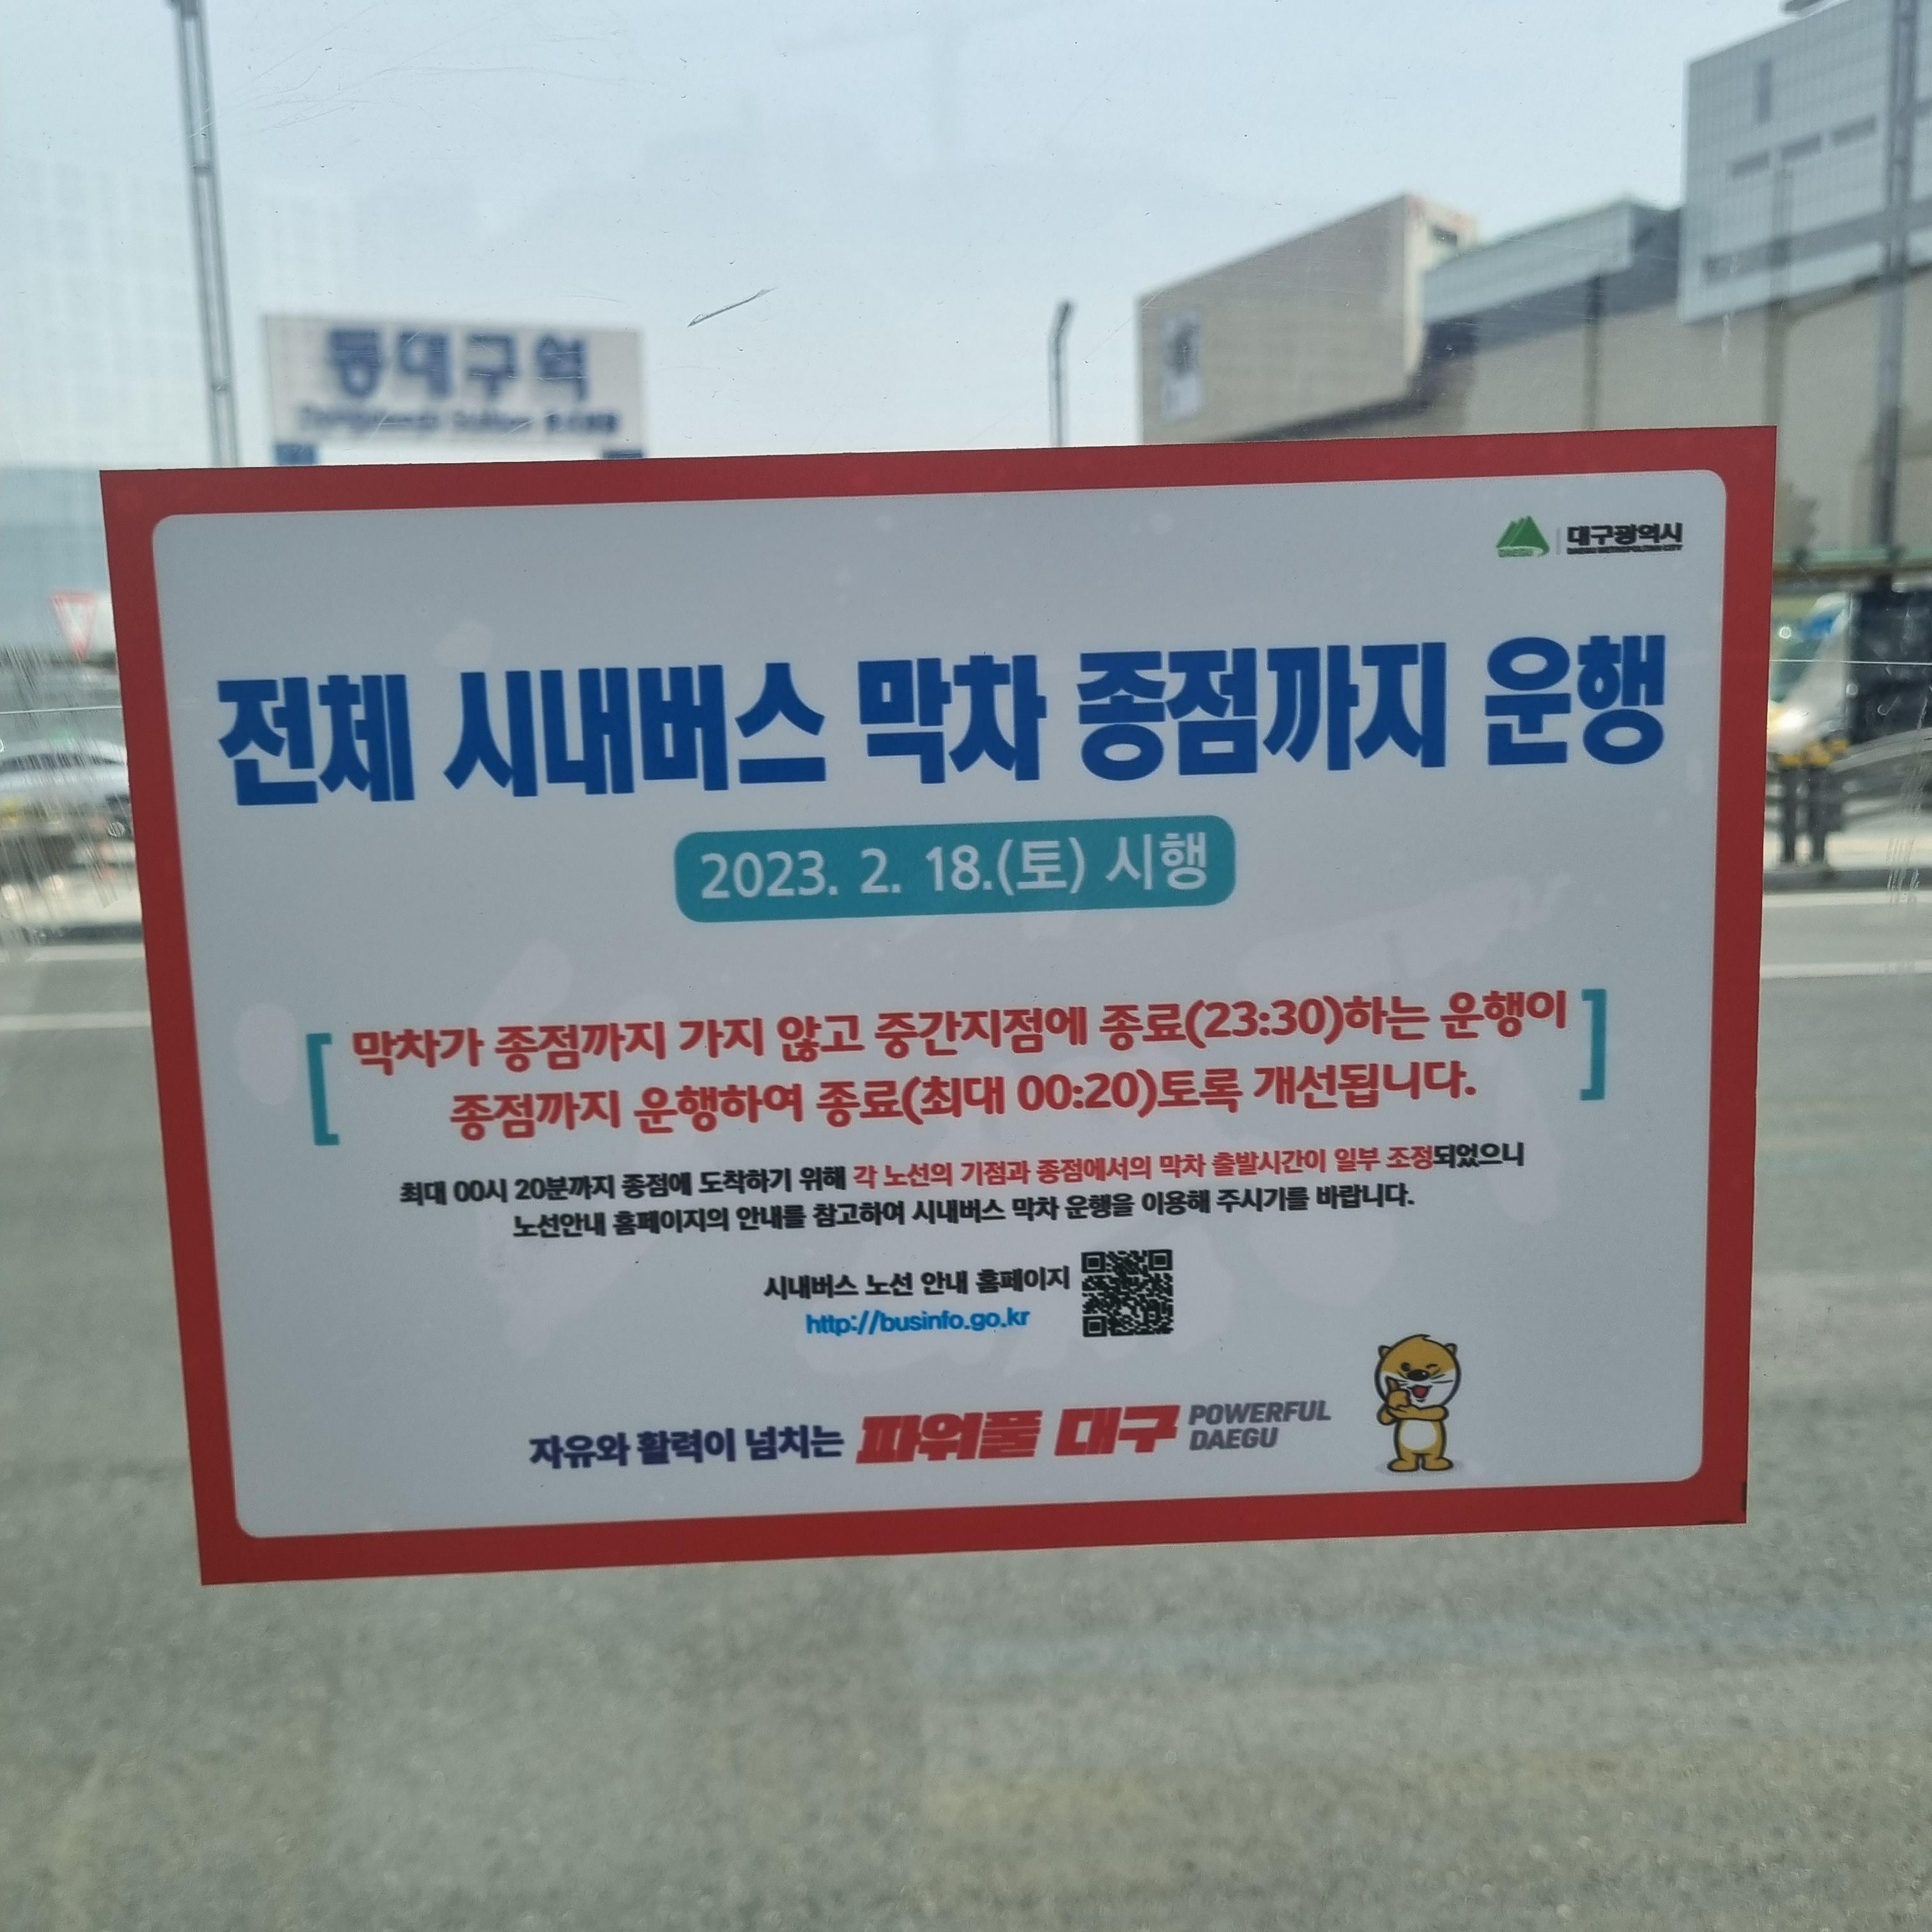 동대구역
대구광역시
DAEGU METROPOLITAN CITY
DAEGU
전체 시내버스 막차 종점까지 운행
2023. 2. 18.(토) 시행
[ 막차가 종점까지 가지 않고 중간지점에 종료(23:30)하는 운행이
종점까지 운행하여 종료(최대 00:20)토록 개선됩니다. ]
최대 00시 20분까지 종점에 도착하기 위해 각 노선의 기점과 종점에서의 막차 출발시간이 일부 조정되었으니
노선안내 홈페이지의 안내를 참고하여 시내버스 막차 운행을 이용해 주시기를 바랍니다.
시내버스 노선 안내 홈페이지
http://businfo.go.kr
자유와 활력이 넘치는 파워풀 대구 POWERFUL
DAEGU